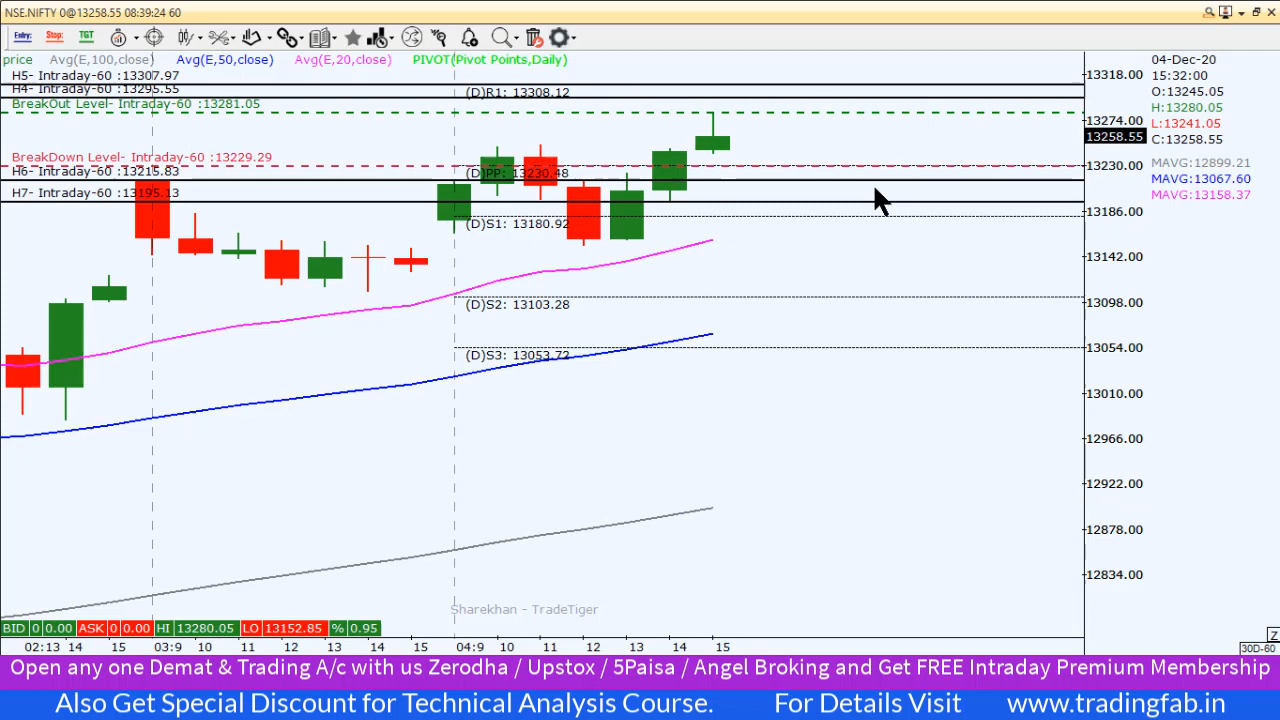 NSE.NIFTY 0@13258.55 08:39:24 60
Entry: Stop: TGT
price Avg(E,100,close) Avg(E,50,close) Avg(E,20,close) PIVOT(Pivot Points,Daily)
H5- Intraday-60 :13307.97
H4- Intraday-60 :13295.55
BreakOut Level- Intraday-60 :13281.05
BreakDown Level- Intraday-60 :13229.29
H6- Intraday-60 :13215.83
H7- Intraday-60 :13195.13
(D)R1: 13308.12
(D)PP: 13230.48
(D)S1: 13180.92
(D)S2: 13103.28
(D)S3: 13053.72
13318.00
13274.00
13258.55
13230.00
13186.00
13142.00
13098.00
13054.00
13010.00
12966.00
12922.00
12878.00
12834.00
04-Dec-20
15:32:00
O:13245.05
H:13280.05
L:13241.05
C:13258.55
MAVG:12899.21
MAVG:13067.60
MAVG:13158.37
Sharekhan - TradeTiger
BID 0 0.00 ASK 0 0.00 HI 13280.05 LO 13152.85 % 0.95
02:13 14 15 03:9 10 11 12 13 14 15 04:9 10 11 12 13 14 15
Z
30D-60
Open any one Demat & Trading A/c with us Zerodha / Upstox / 5Paisa / Angel Broking and Get FREE Intraday Premium Membership
Also Get Special Discount for Technical Analysis Course. For Details Visit www.tradingfab.in